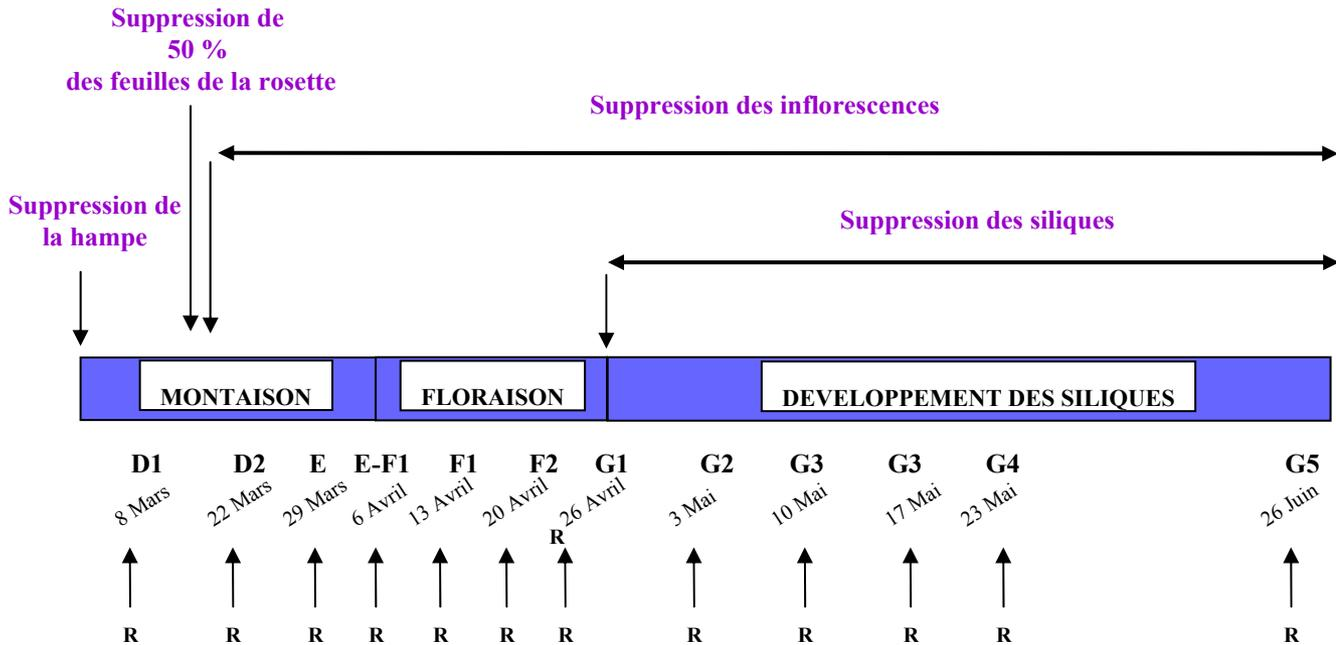 Suppression de
50 %
des feuilles de la rosette
Suppression des inflorescences
Suppression de
la hampe
Suppression des siliques
MONTAISON
FLORAISON
DEVELOPPEMENT DES SILIQUES
D1 D2 E E-F1 F1 F2 G1 G2 G3 G3 G4 G5
8 Mars 22 Mars 29 Mars 6 Avril 13 Avril 20 Avril 26 Avril 3 Mai 10 Mai 17 Mai 23 Mai 26 Juin
R
R R R R R R R R R R R R